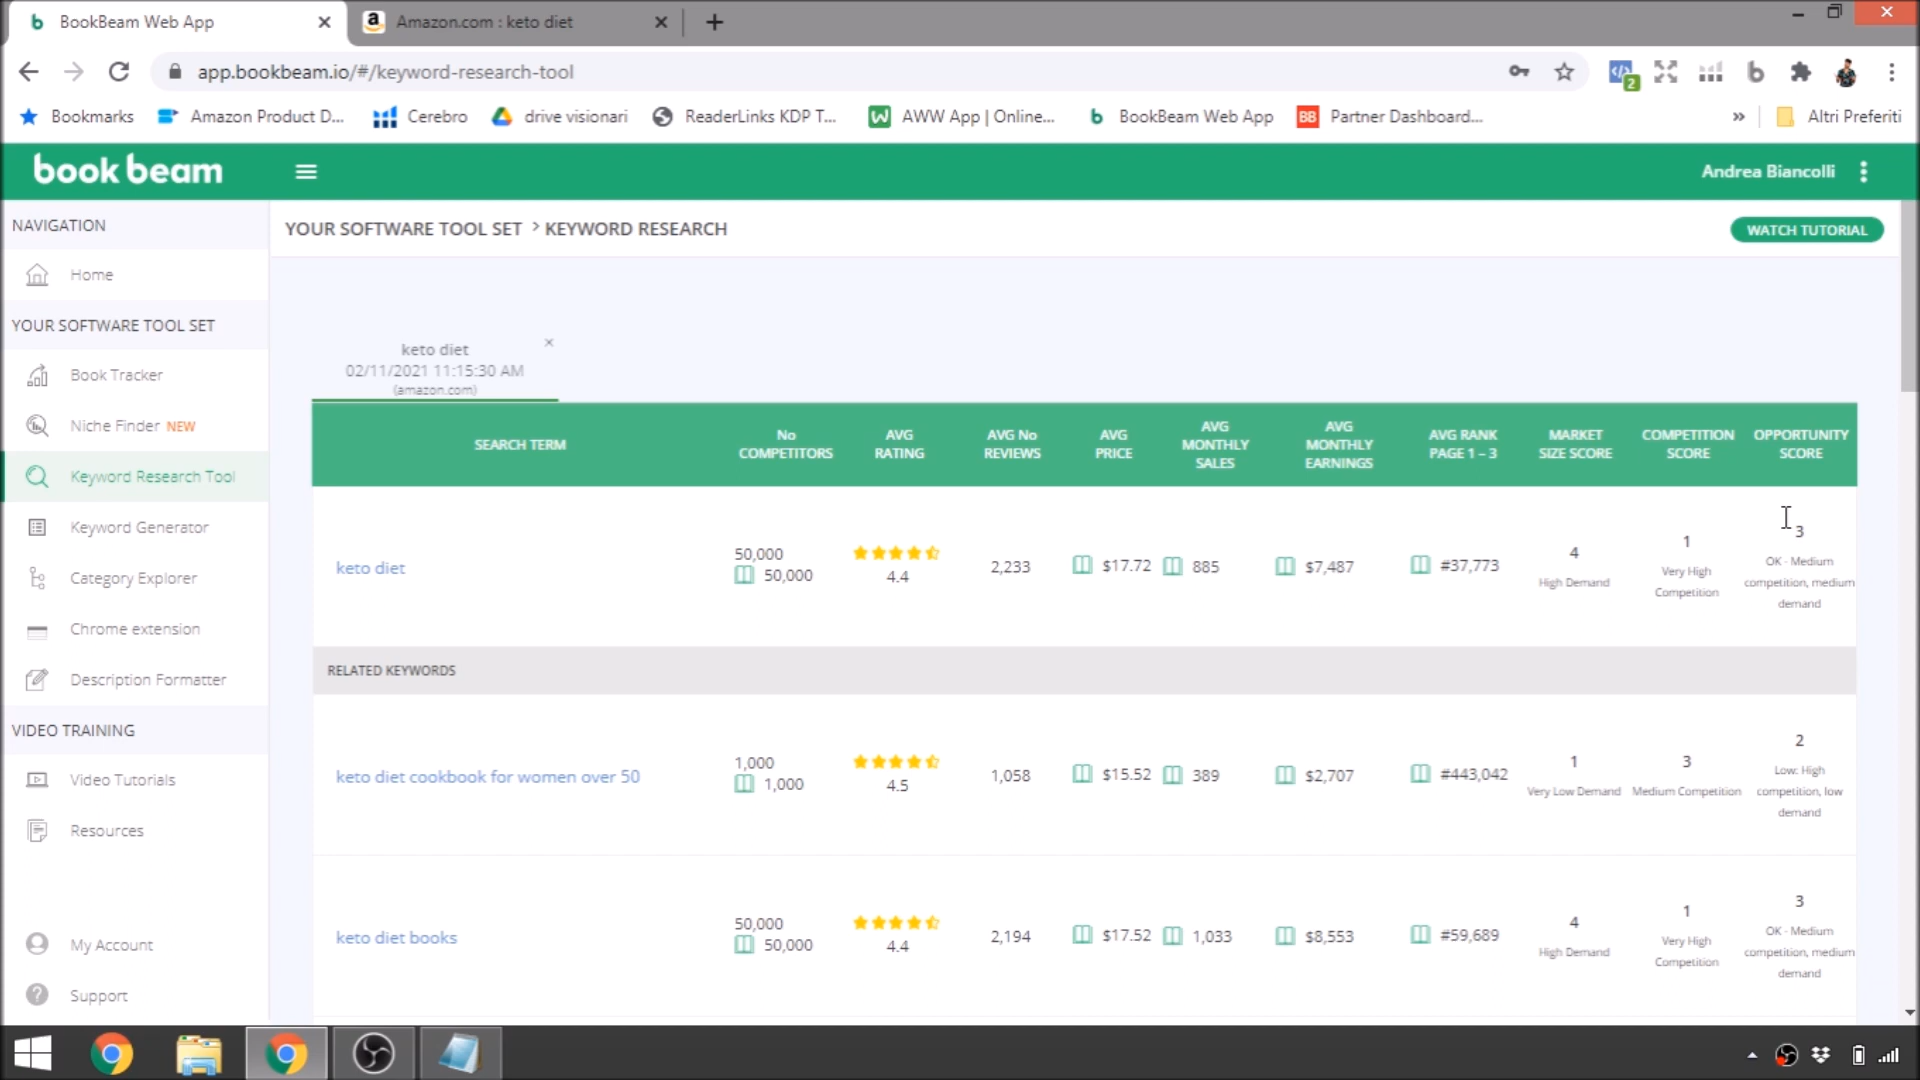 BookBeam Web App
Amazon.com : keto diet
app.bookbeam.io/#/keyword-research-tool
2
Bookmarks
Amazon Product D...
Cerebro
drive visionari
ReaderLinks KDP T...
AWW App | Online...
BookBeam Web App
BB
Partner Dashboard...
»
Altri Preferiti
book beam
Andrea Biancolli
NAVIGATION
Home
YOUR SOFTWARE TOOL SET
Book Tracker
Niche Finder NEW
Keyword Research Tool
Keyword Generator
Category Explorer
Chrome extension
Description Formatter
VIDEO TRAINING
Video Tutorials
Resources
My Account
Support
YOUR SOFTWARE TOOL SET > KEYWORD RESEARCH
WATCH TUTORIAL
keto diet
02/11/2021 11:15:30 AM
(amazon.com)
SEARCH TERM
No
COMPETITORS
AVG
RATING
AVG No
REVIEWS
AVG
PRICE
AVG
MONTHLY
SALES
AVG
MONTHLY
EARNINGS
AVG RANK
PAGE 1 – 3
MARKET
SIZE SCORE
COMPETITION
SCORE
OPPORTUNITY
SCORE
keto diet
50,000
50,000
4.4
2,233
$17.72
885
$7,487
#37,773
4
High Demand
1
Very High
Competition
3
OK - Medium
competition, medium
demand
RELATED KEYWORDS
keto diet cookbook for women over 50
1,000
1,000
4.5
1,058
$15.52
389
$2,707
#443,042
1
Very Low Demand
3
Medium Competition
2
Low: High
competition, low
demand
keto diet books
50,000
50,000
4.4
2,194
$17.52
1,033
$8,553
#59,689
4
High Demand
1
Very High
Competition
3
OK - Medium
competition, medium
demand